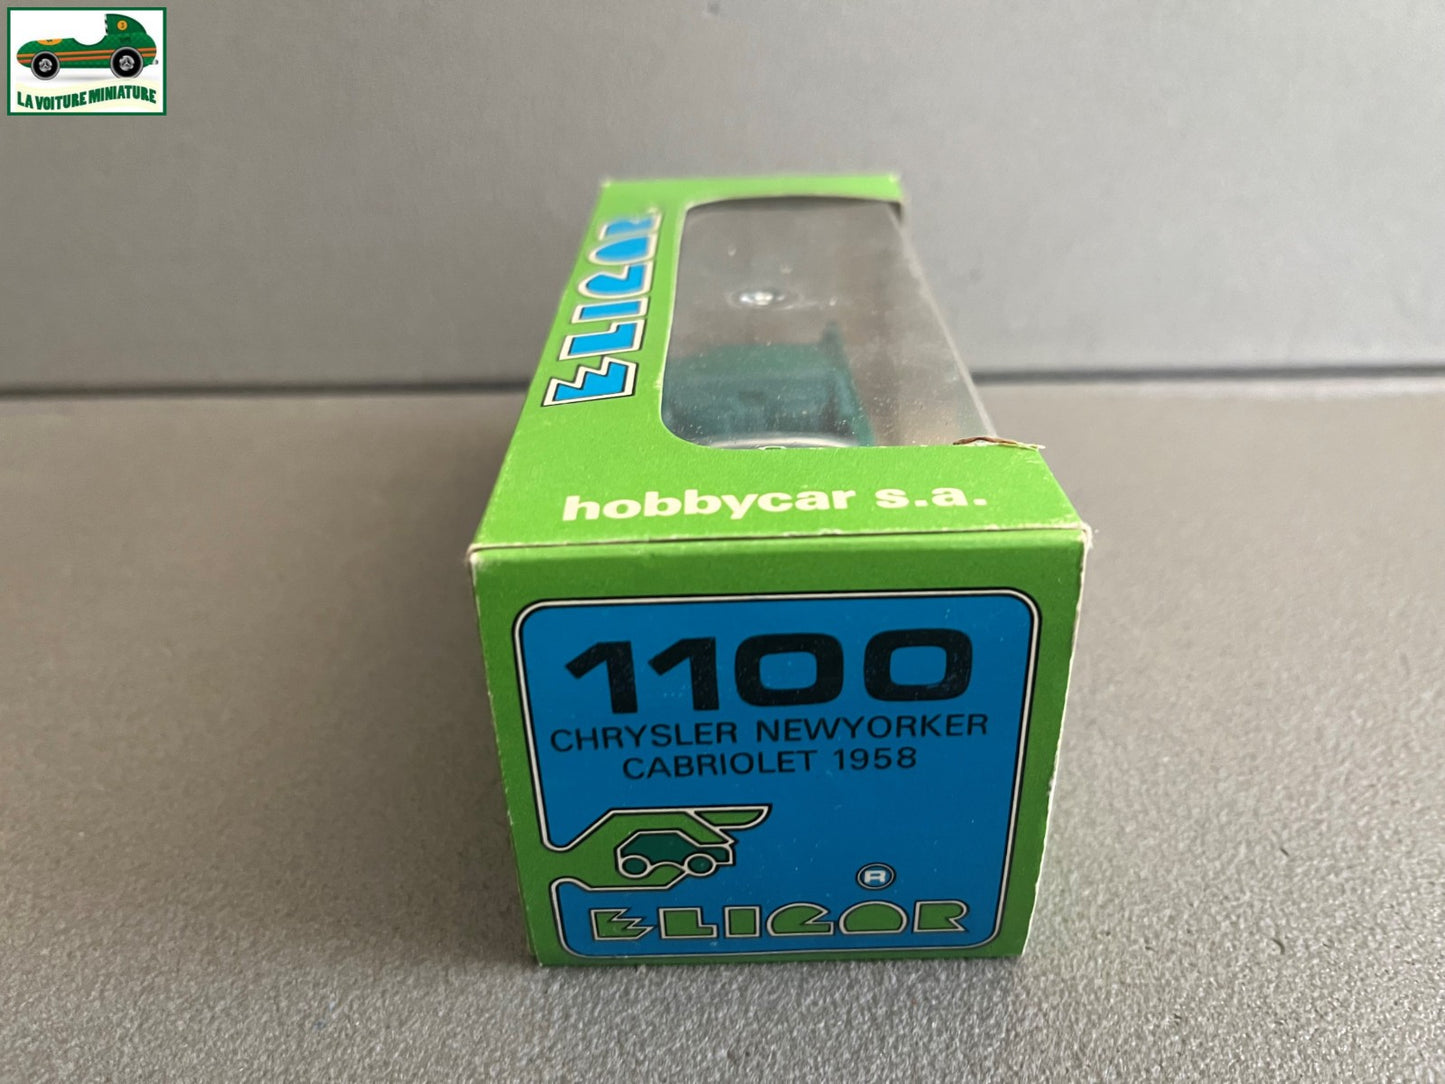 LA VOITURE MINIATURE
ELIGOR
hobbycar s.a.
1100
CHRYSLER NEWYORKER
CABRIOLET 1958
R
ELIGOR